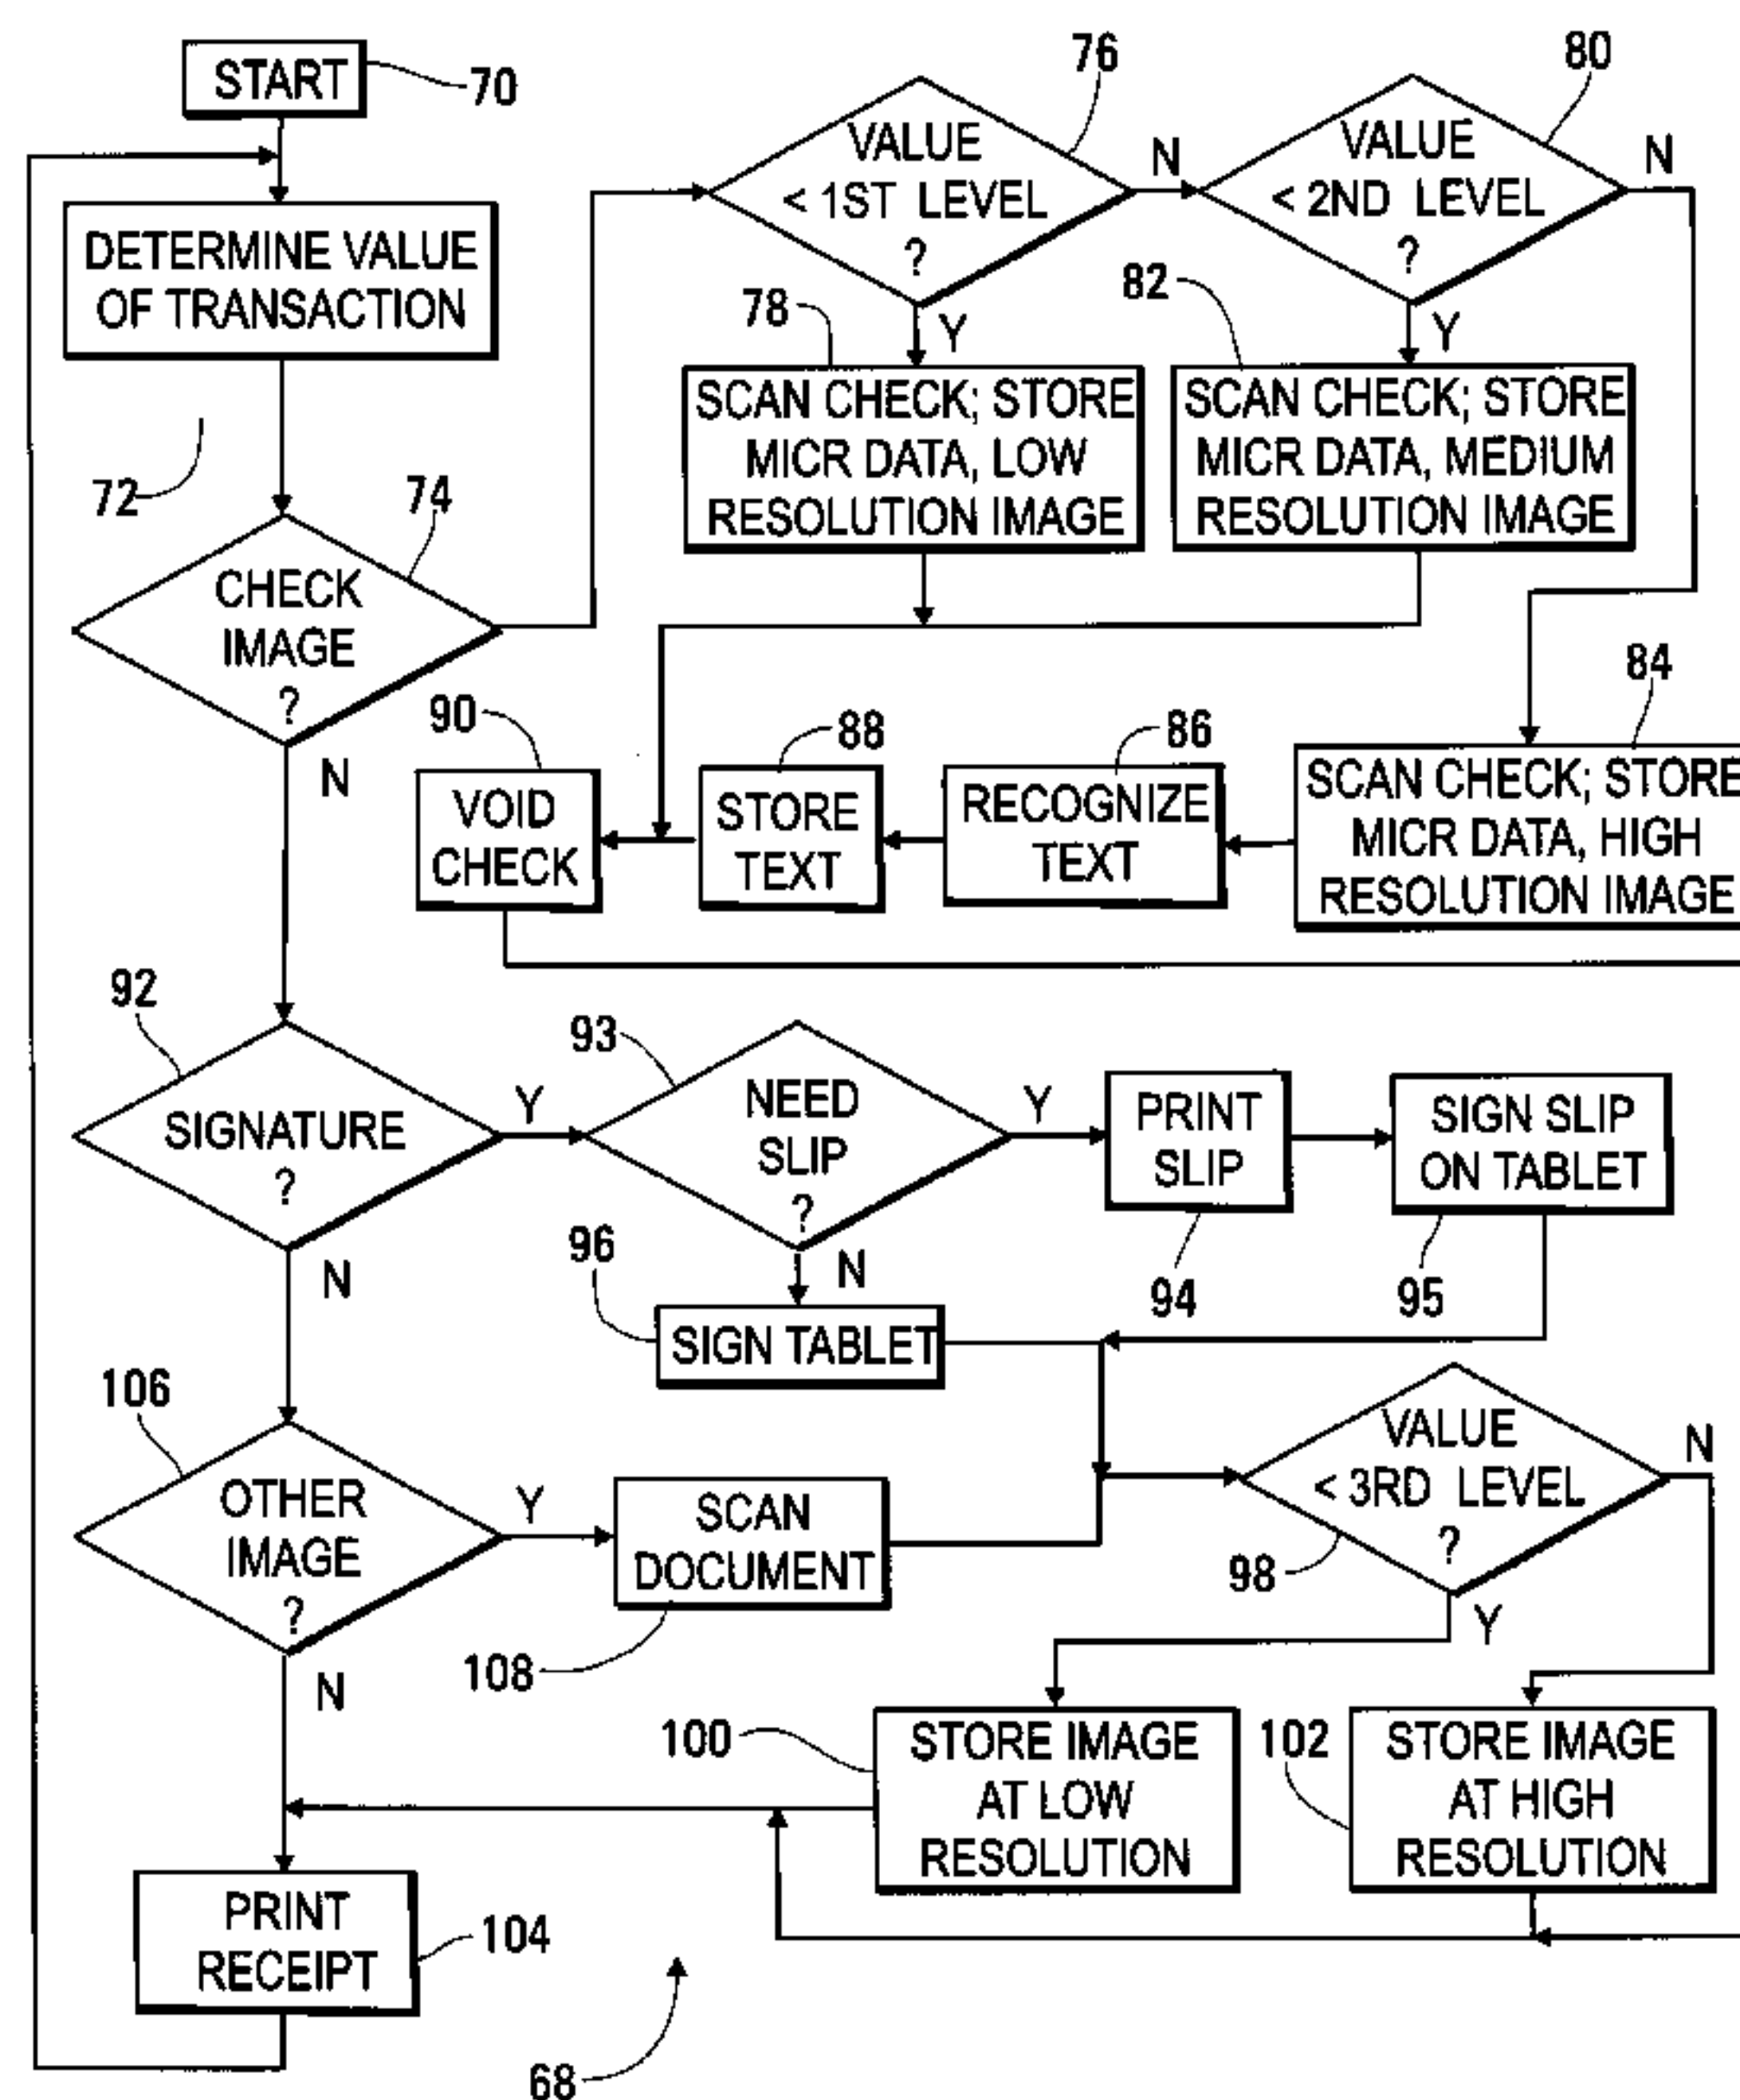 START
70
DETERMINE VALUE
OF TRANSACTION
72
74
CHECK
IMAGE
?
N
76
VALUE
< 1ST LEVEL
?
N
Y
80
VALUE
< 2ND LEVEL
?
N
Y
78
SCAN CHECK; STORE
MICR DATA, LOW
RESOLUTION IMAGE
82
SCAN CHECK; STORE
MICR DATA, MEDIUM
RESOLUTION IMAGE
84
SCAN CHECK; STORE
MICR DATA, HIGH
RESOLUTION IMAGE
86
RECOGNIZE
TEXT
88
STORE
TEXT
90
VOID
CHECK
92
SIGNATURE
?
Y
N
93
NEED
SLIP
?
Y
N
PRINT
SLIP
94
SIGN SLIP
ON TABLET
95
96
SIGN TABLET
106
OTHER
IMAGE
?
Y
N
SCAN
DOCUMENT
108
VALUE
< 3RD LEVEL
?
98
N
Y
100
STORE IMAGE
AT LOW
RESOLUTION
102
STORE IMAGE
AT HIGH
RESOLUTION
PRINT
RECEIPT
104
68